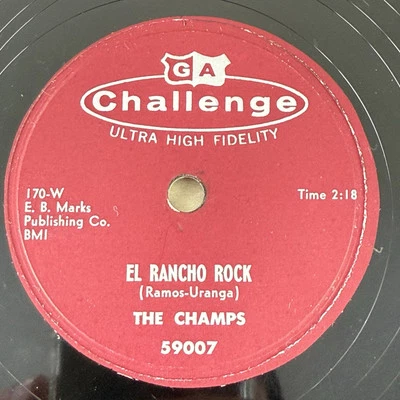 GA
Challenge
ULTRA HIGH FIDELITY
170-W
E. B. Marks
Publishing Co.
BMI
Time 2:18
EL RANCHO ROCK
(Ramos-Uranga)
THE CHAMPS
59007